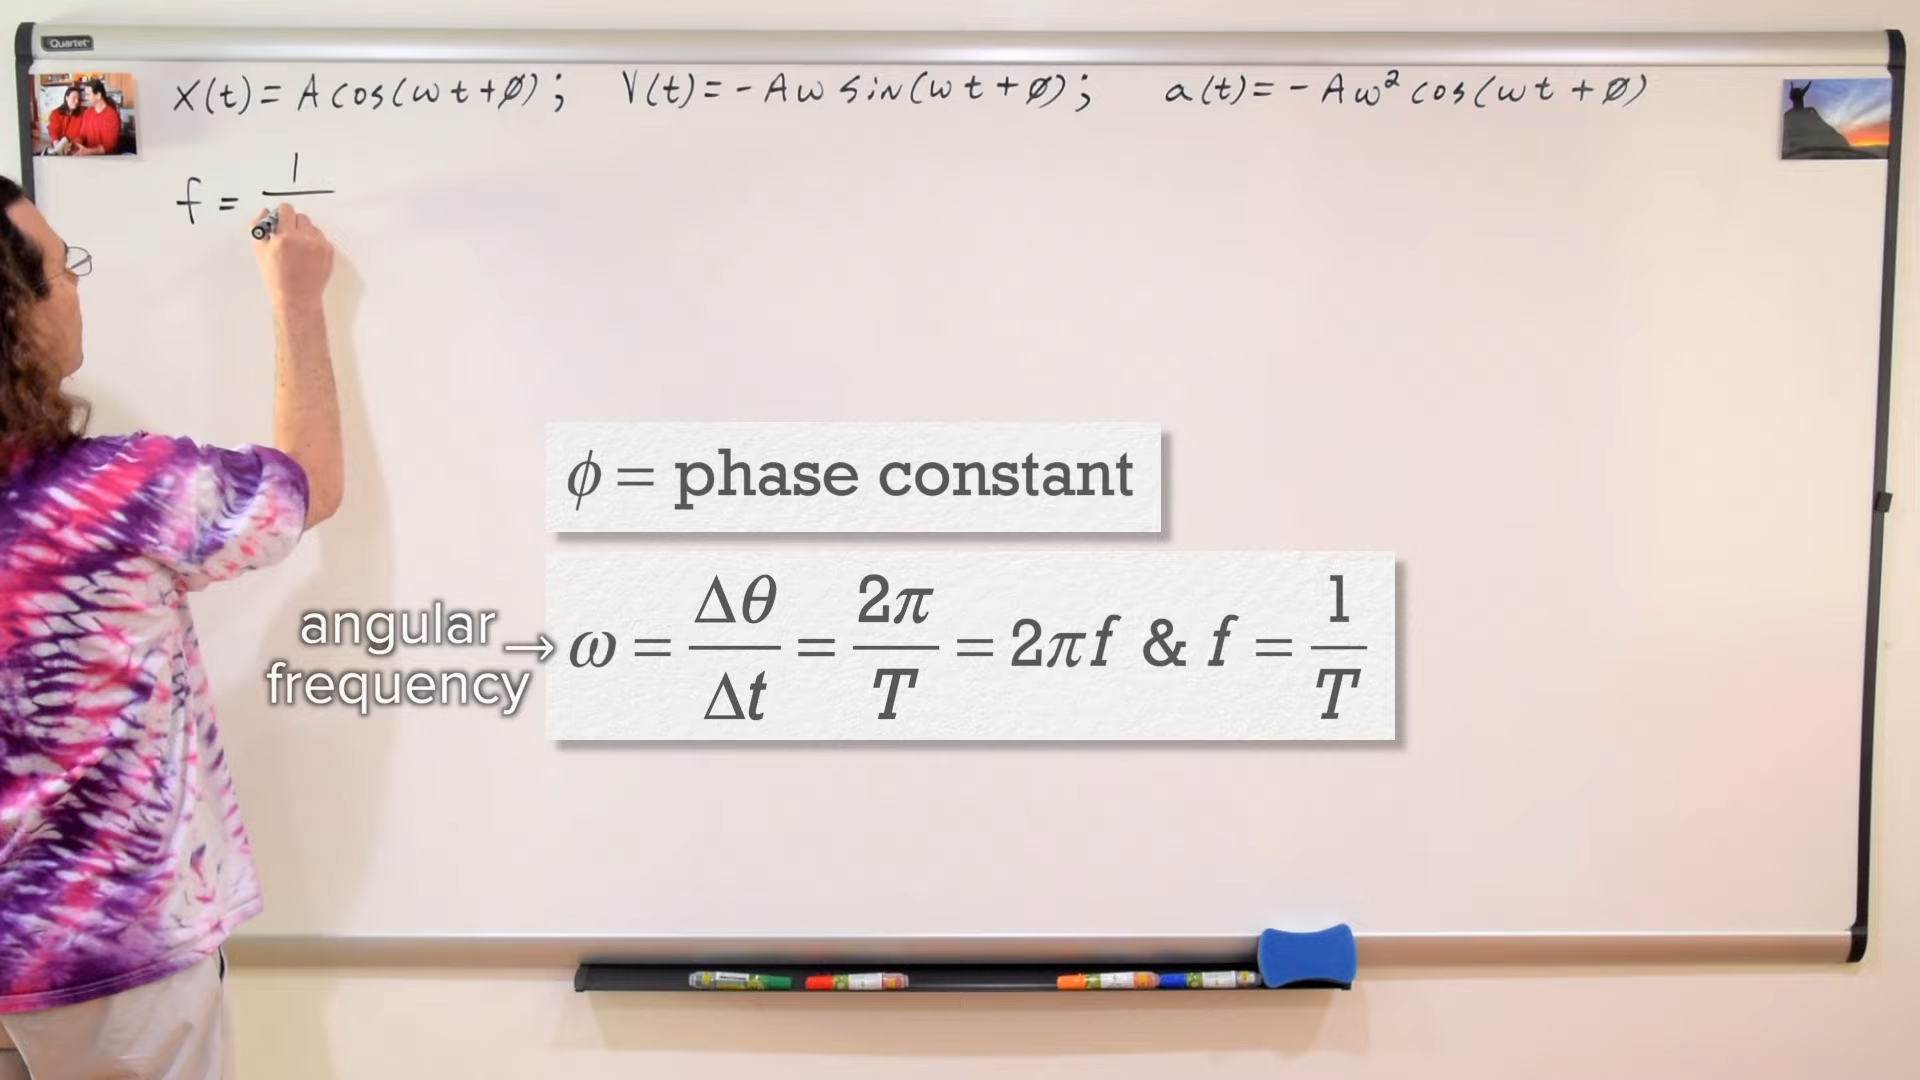 Quartet
x(t) = A cos(ωt + ø); V(t) = - Aω sin(ωt + ø); a(t) = - Aω² cos(ωt + ø)
f = 1/
ϕ = phase constant
angular frequency → ω = Δθ/Δt = 2π/T = 2πf & f = 1/T